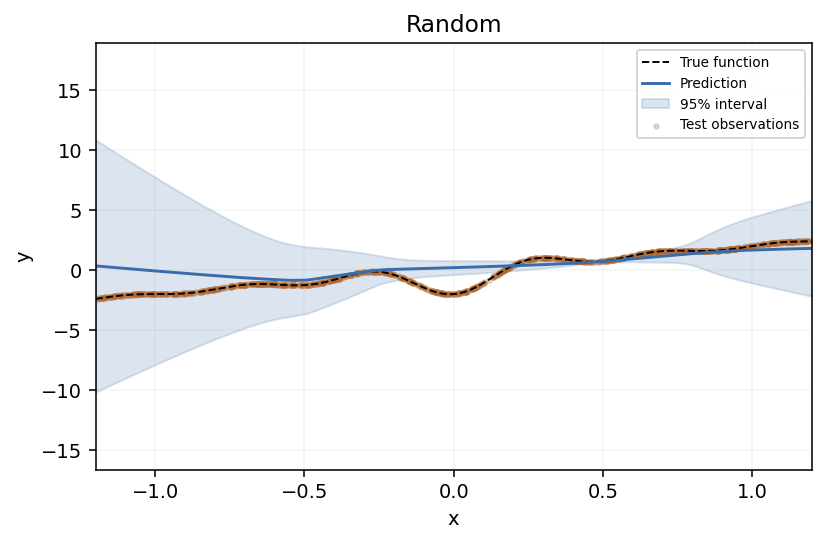 Random
True function
Prediction
95% interval
Test observations
15
10
5
0
−5
−10
−15
y
−1.0 −0.5 0.0 0.5 1.0
x